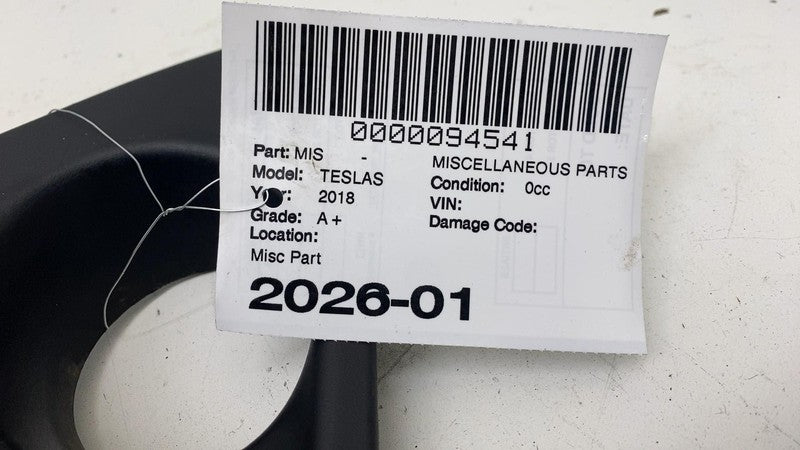 0000094541
Part: MIS - MISCELLANEOUS PARTS
Model: TESLAS Condition: 0cc
Year: 2018 VIN:
Grade: A+ Damage Code:
Location:
Misc Part
2026-01